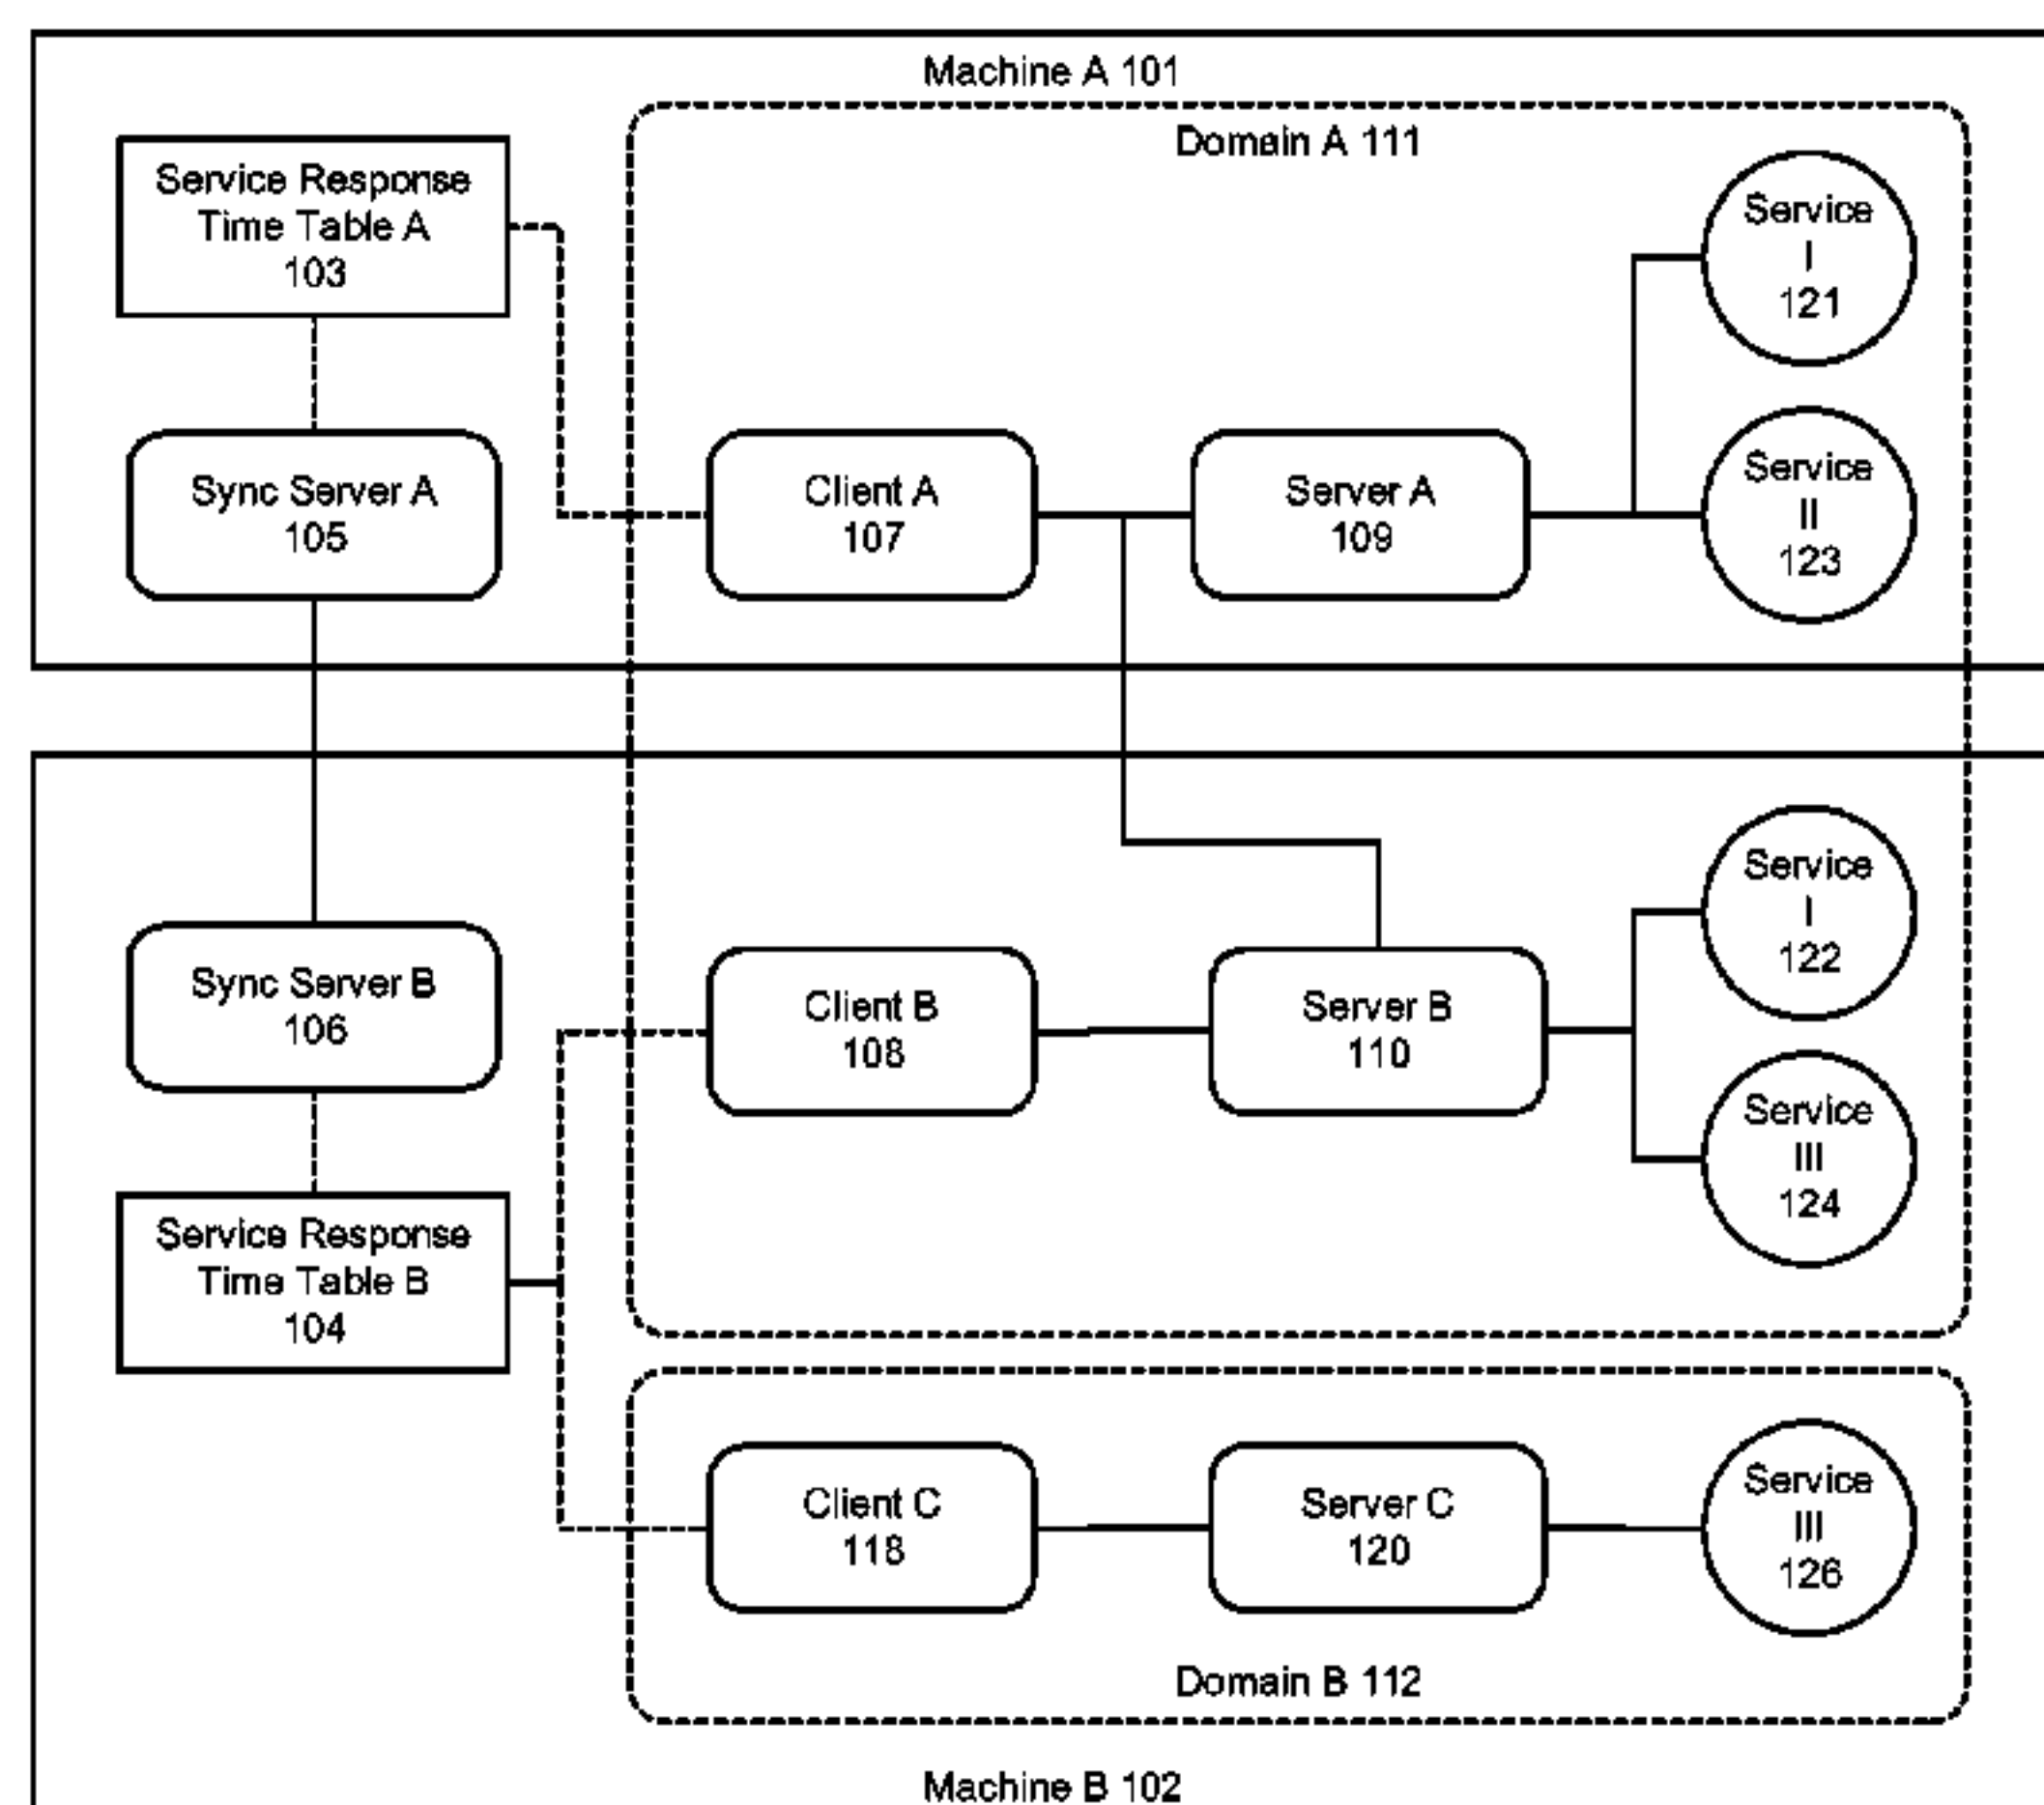 Machine A 101
Domain A 111
Service Response
Time Table A
103
Service
I
121
Sync Server A
105
Client A
107
Server A
109
Service
II
123
Service
I
122
Sync Server B
106
Client B
108
Server B
110
Service
III
124
Service Response
Time Table B
104
Client C
118
Server C
120
Service
III
126
Domain B 112
Machine B 102